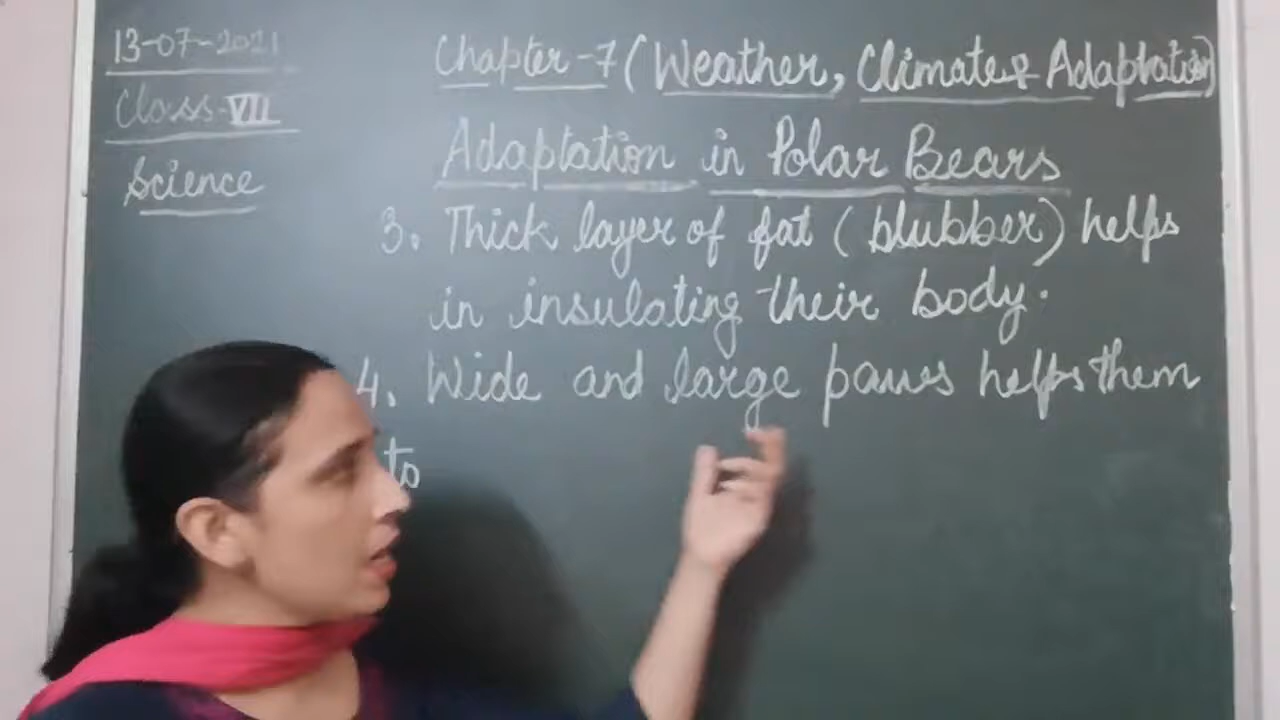 13-07-2021
Class-VII
Science
Chapter-7 (Weather, Climate & Adaptation)
Adaptation in Polar Bears
3. Thick layer of fat (blubber) helps
in insulating their body.
4. Wide and large paws helps them
to